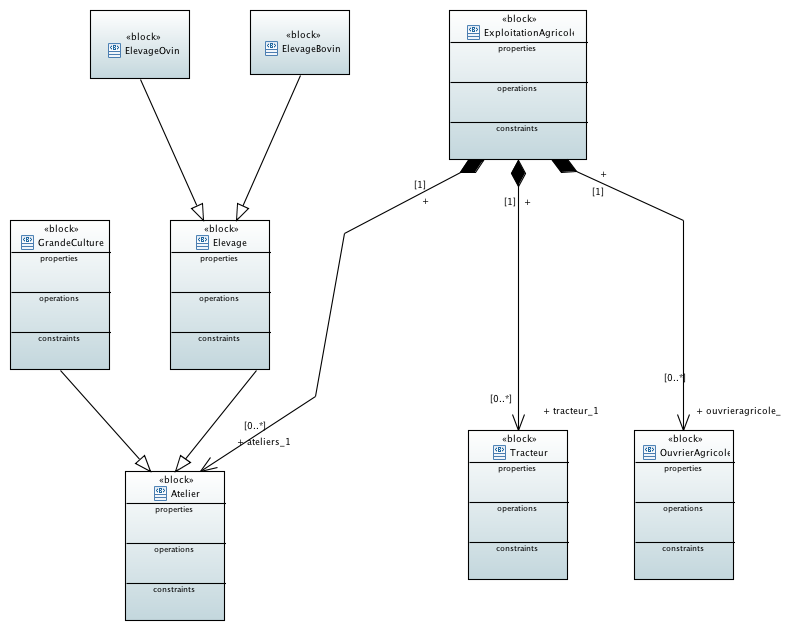 «block»
ElevageOvin
«block»
ElevageBovin
«block»
ExploitationAgricole
properties
operations
constraints
[1]
+
[1] +
+
[1]
«block»
GrandeCulture
properties
operations
constraints
«block»
Elevage
properties
operations
constraints
[0..*]
+ ateliers_1
[0..*]
+ tracteur_1
[0..*]
+ ouvrieragricole_
«block»
Atelier
properties
operations
constraints
«block»
Tracteur
properties
operations
constraints
«block»
OuvrierAgricole
properties
operations
constraints